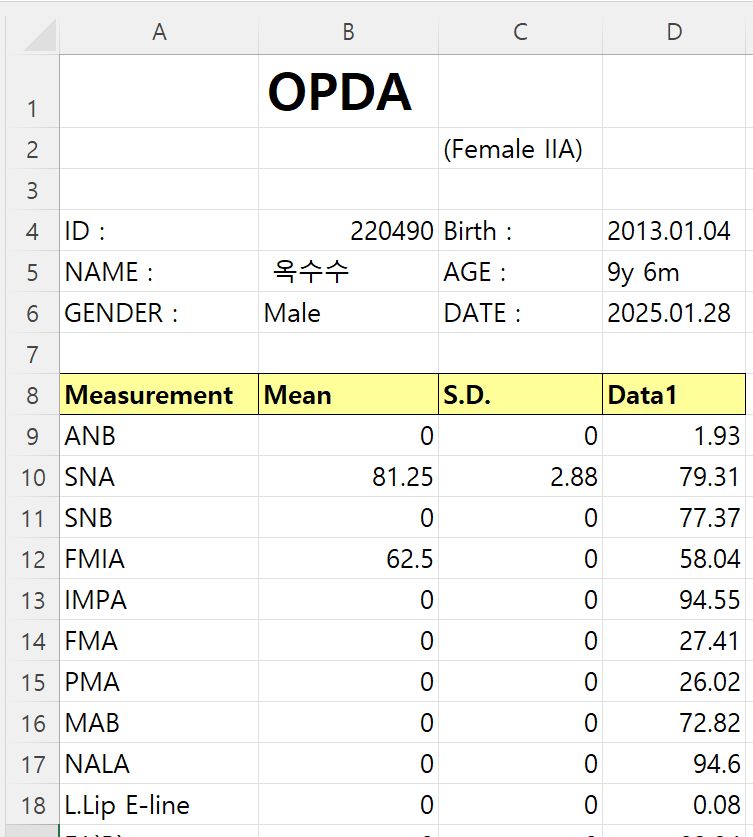 A B C D
1 OPDA
2 (Female IIA)
3
4 ID : 220490 Birth : 2013.01.04
5 NAME : 옥수수 AGE : 9y 6m
6 GENDER : Male DATE : 2025.01.28
7
8 Measurement Mean S.D. Data1
9 ANB 0 0 1.93
10 SNA 81.25 2.88 79.31
11 SNB 0 0 77.37
12 FMIA 62.5 0 58.04
13 IMPA 0 0 94.55
14 FMA 0 0 27.41
15 PMA 0 0 26.02
16 MAB 0 0 72.82
17 NALA 0 0 94.6
18 L.Lip E-line 0 0 0.08